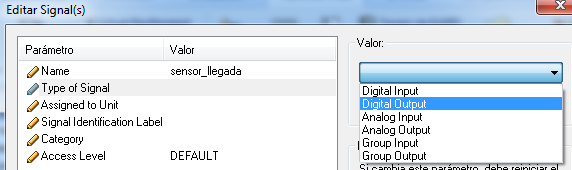 Editar Signal(s)
Parámetro Valor
Name sensor_llegada
Type of Signal
Assigned to Unit
Signal Identification Label
Category
Access Level DEFAULT
Valor:
Digital Input
Digital Output
Analog Input
Analog Output
Group Input
Group Output
Si cambia este parámetro, debe reiniciar el